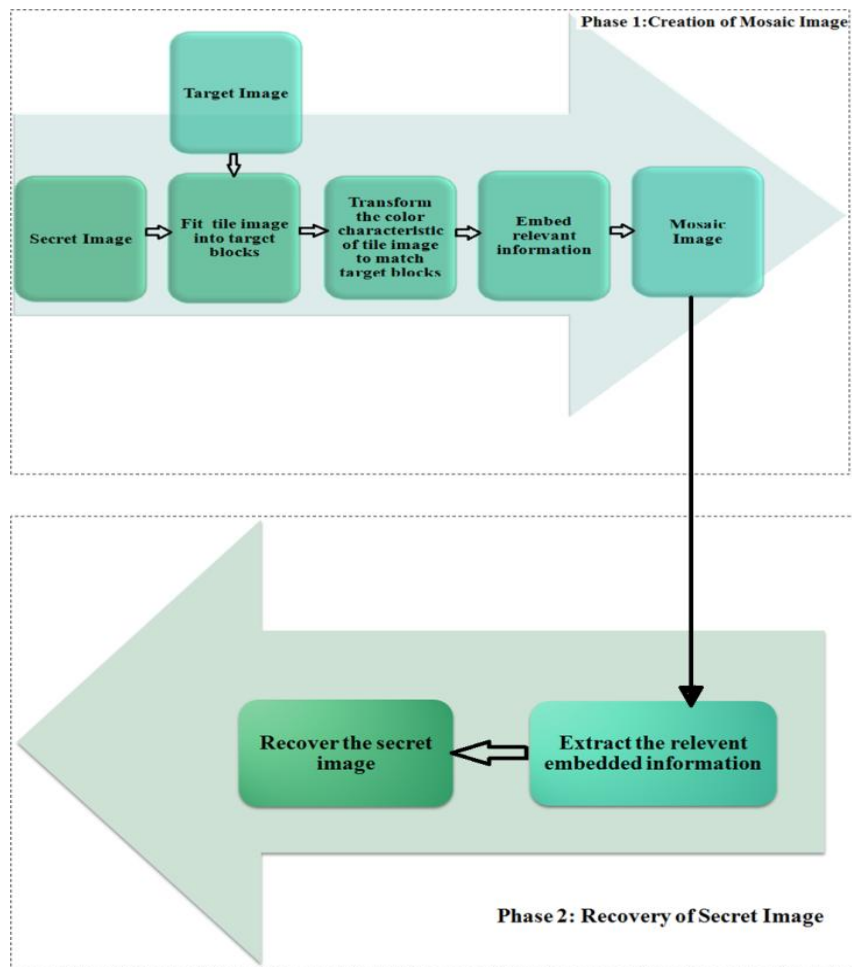 Phase 1:Creation of Mosaic Image
Target Image
Secret Image
Fit tile image
into target
blocks
Transform
the color
characteristic
of tile image
to match
target blocks
Embed
relevant
information
Mosaic
Image
Recover the secret
image
Extract the relevent
embedded information
Phase 2: Recovery of Secret Image